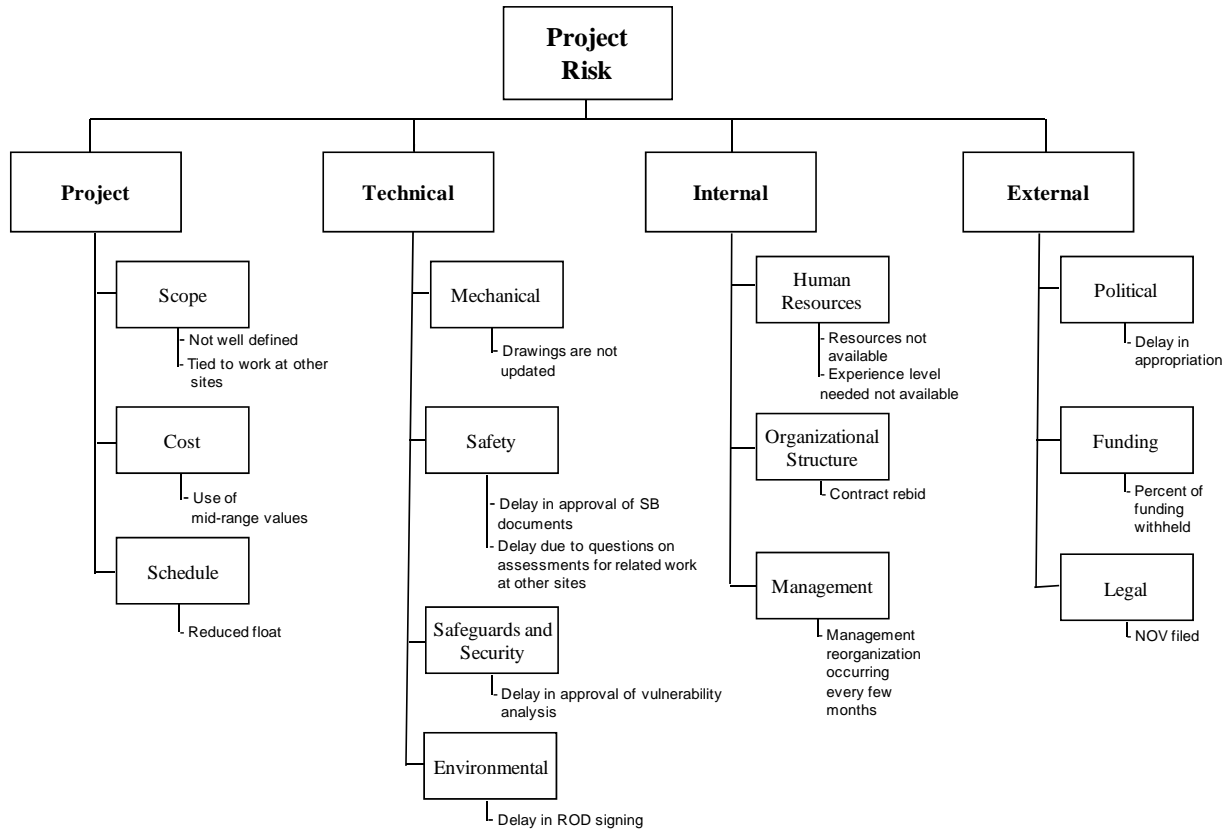 Project
Risk
Project
Technical
Internal
External
Scope
- Not well defined
- Tied to work at other
sites
Cost
- Use of
mid-range values
Schedule
- Reduced float
Mechanical
- Drawings are not
updated
Safety
- Delay in approval of SB
documents
- Delay due to questions on
assessments for related work
at other sites
Safeguards and
Security
- Delay in approval of vulnerability
analysis
Environmental
- Delay in ROD signing
Human
Resources
- Resources not
available
- Experience level
needed not available
Organizational
Structure
- Contract rebid
Management
- Management
reorganization
occurring
every few
months
Political
- Delay in
appropriation
Funding
- Percent of
funding
withheld
Legal
- NOV filed